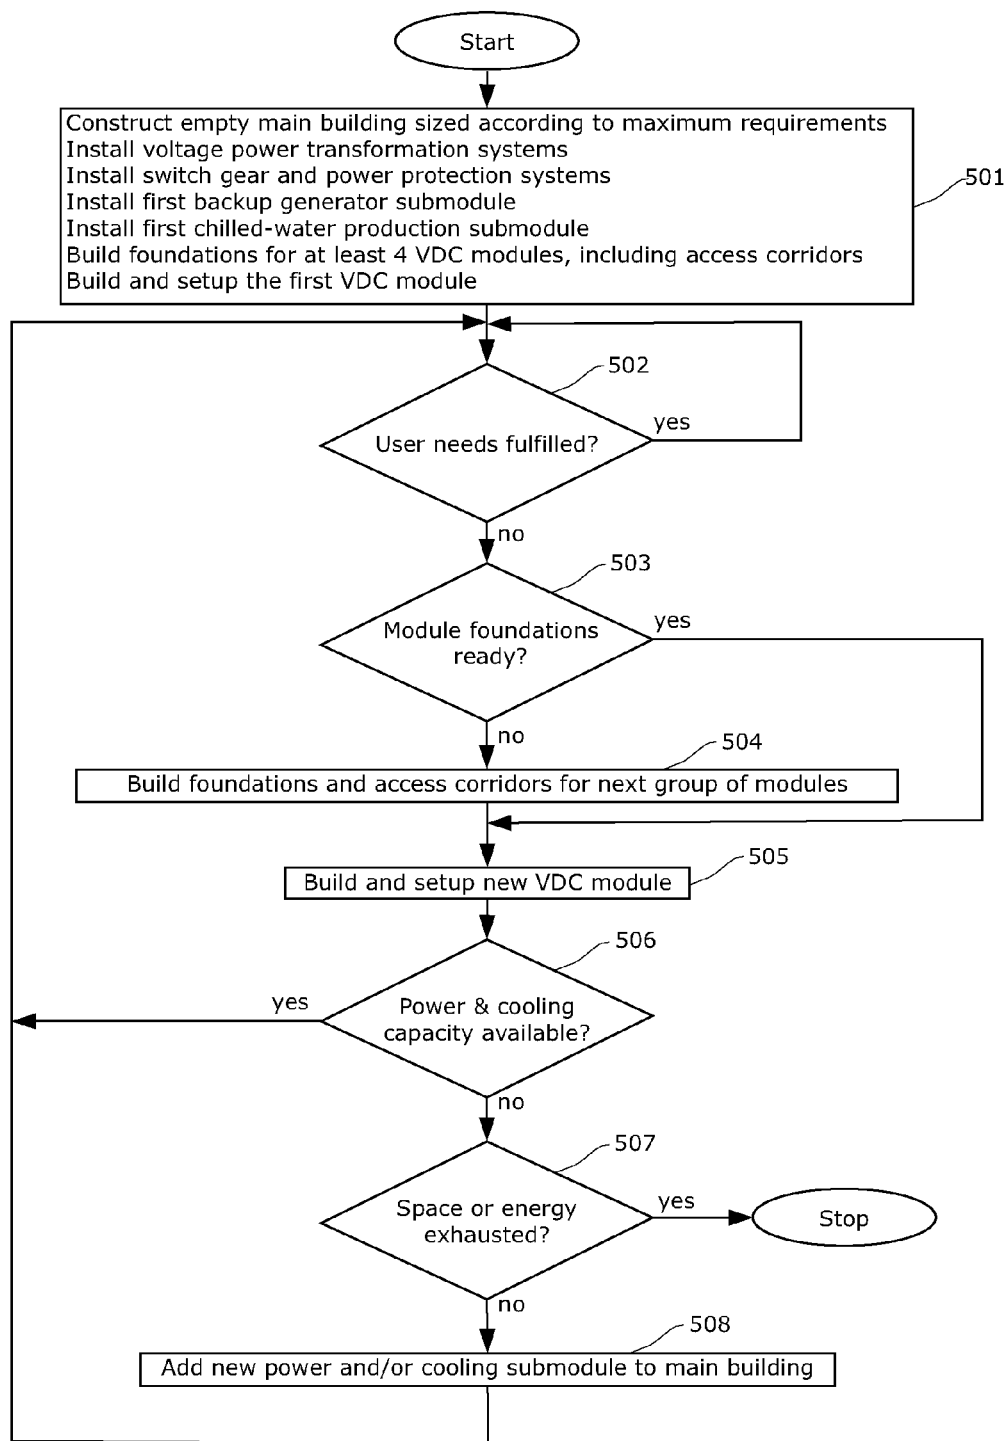 Start
Construct empty main building sized according to maximum requirements
Install voltage power transformation systems
Install switch gear and power protection systems
Install first backup generator submodule
Install first chilled-water production submodule
Build foundations for at least 4 VDC modules, including access corridors
Build and setup the first VDC module
501
502
User needs fulfilled?
yes
no
503
Module foundations
ready?
yes
no
504
Build foundations and access corridors for next group of modules
505
Build and setup new VDC module
506
Power & cooling
capacity available?
yes
no
507
Space or energy
exhausted?
yes
Stop
no
508
Add new power and/or cooling submodule to main building